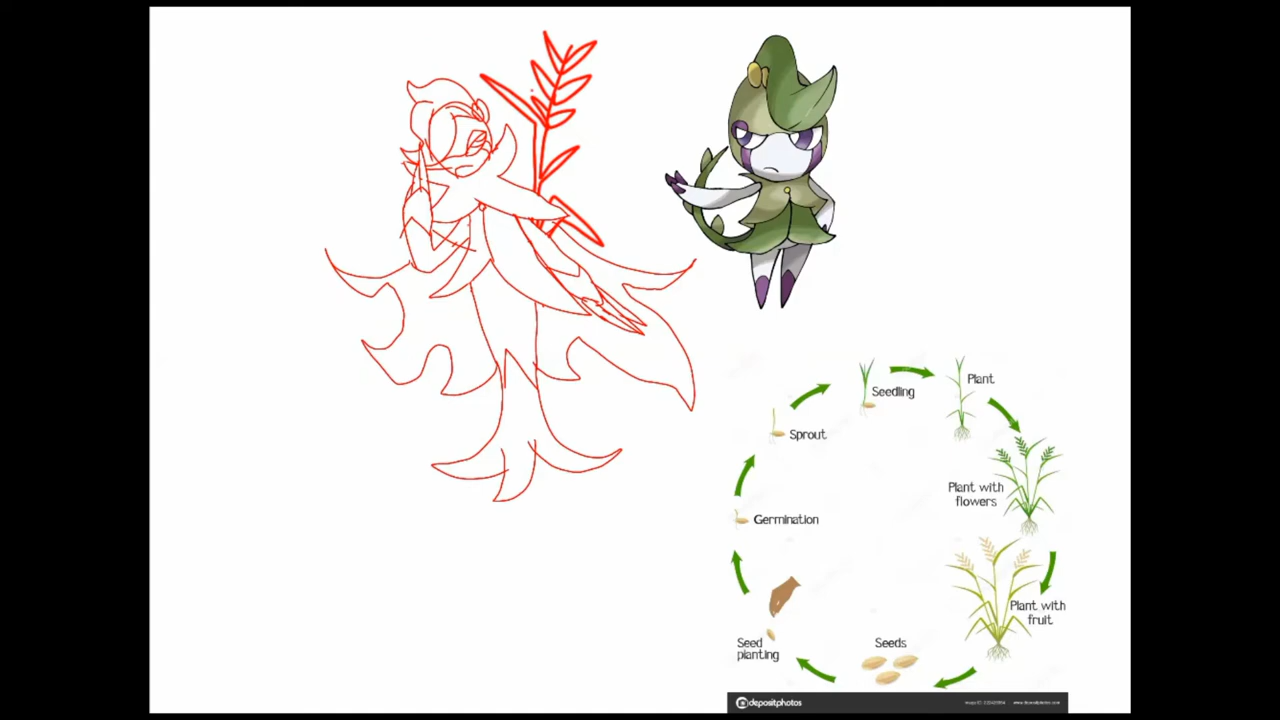 Seedling
Plant
Sprout
Plant with
flowers
Germination
Plant with
fruit
Seed
planting
Seeds
depositphotos